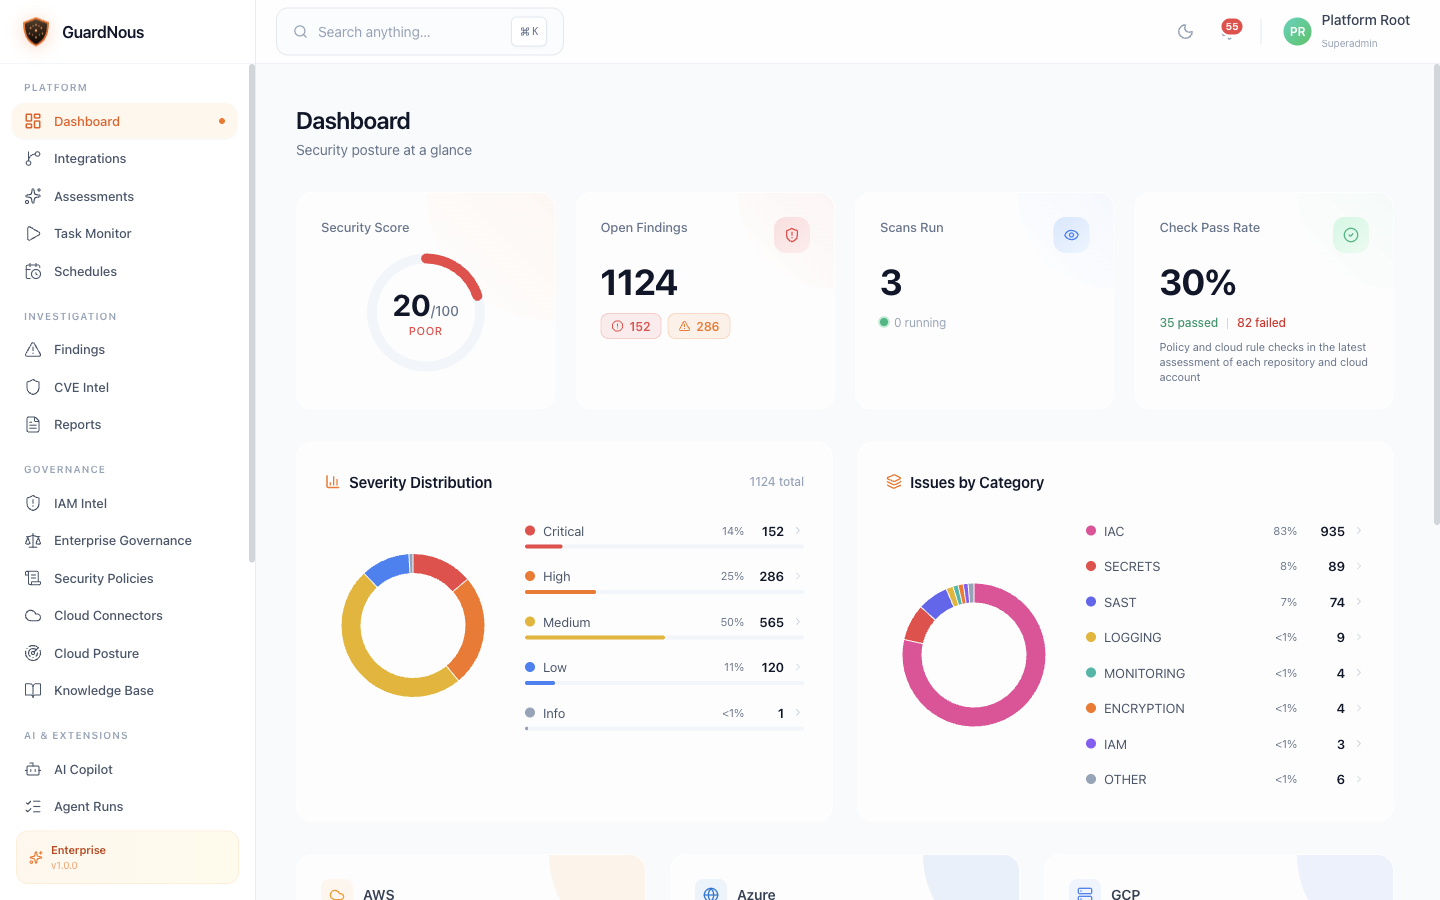 GuardNous
Search anything...
⌘ K
55
PR
Platform Root
Superadmin
PLATFORM
Dashboard
Integrations
Assessments
Task Monitor
Schedules
INVESTIGATION
Findings
CVE Intel
Reports
GOVERNANCE
IAM Intel
Enterprise Governance
Security Policies
Cloud Connectors
Cloud Posture
Knowledge Base
AI & EXTENSIONS
AI Copilot
Agent Runs
Enterprise
v1.0.0
Dashboard
Security posture at a glance
Security Score
20/100
POOR
Open Findings
1124
152 286
Scans Run
3
0 running
Check Pass Rate
30%
35 passed | 82 failed
Policy and cloud rule checks in the latest
assessment of each repository and cloud
account
Severity Distribution 1124 total
Critical 14% 152
High 25% 286
Medium 50% 565
Low 11% 120
Info <1% 1
Issues by Category
IAC 83% 935
SECRETS 8% 89
SAST 7% 74
LOGGING <1% 9
MONITORING <1% 4
ENCRYPTION <1% 4
IAM <1% 3
OTHER <1% 6
AWS
Azure
GCP